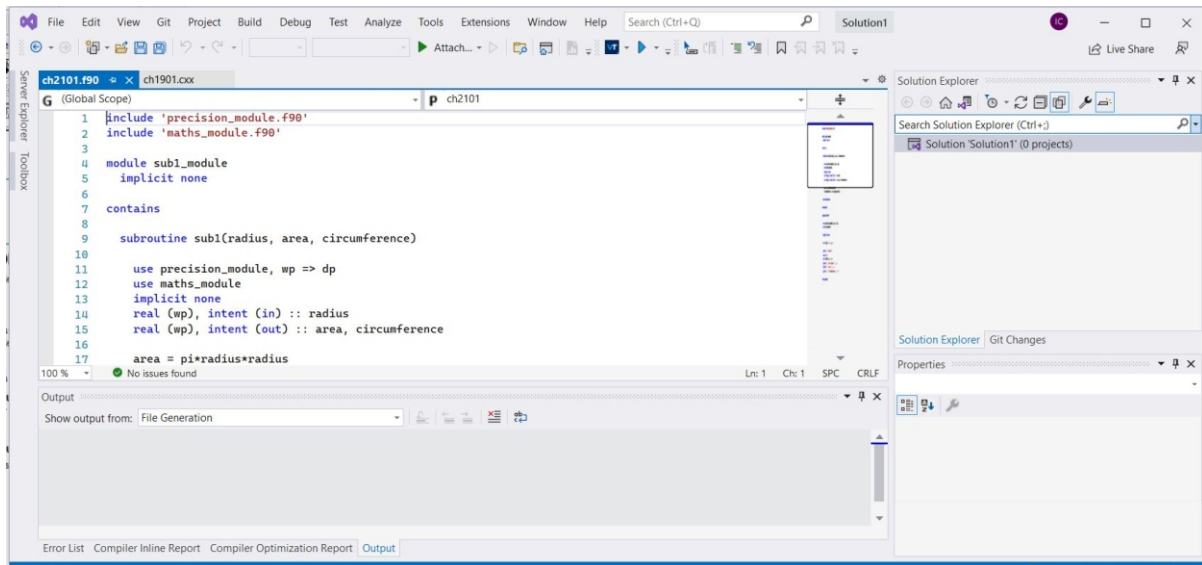 File Edit View Git Project Build Debug Test Analyze Tools Extensions Window Help Search (Ctrl+Q) Solution1 IC
Attach... Live Share
Server Explorer
Toolbox
ch2101.f90 ch1901.cxx
G (Global Scope) P ch2101
1 include 'precision_module.f90'
2 include 'maths_module.f90'
3
4 module sub1_module
5 implicit none
6
7 contains
8
9 subroutine sub1(radius, area, circumference)
10
11 use precision_module, wp => dp
12 use maths_module
13 implicit none
14 real (wp), intent (in) :: radius
15 real (wp), intent (out) :: area, circumference
16
17 area = pi*radius*radius
100 % No issues found Ln: 1 Ch: 1 SPC CRLF
Output
Show output from: File Generation
Error List Compiler Inline Report Compiler Optimization Report Output
Solution Explorer
Search Solution Explorer (Ctrl+;)
Solution 'Solution1' (0 projects)
Solution Explorer Git Changes
Properties